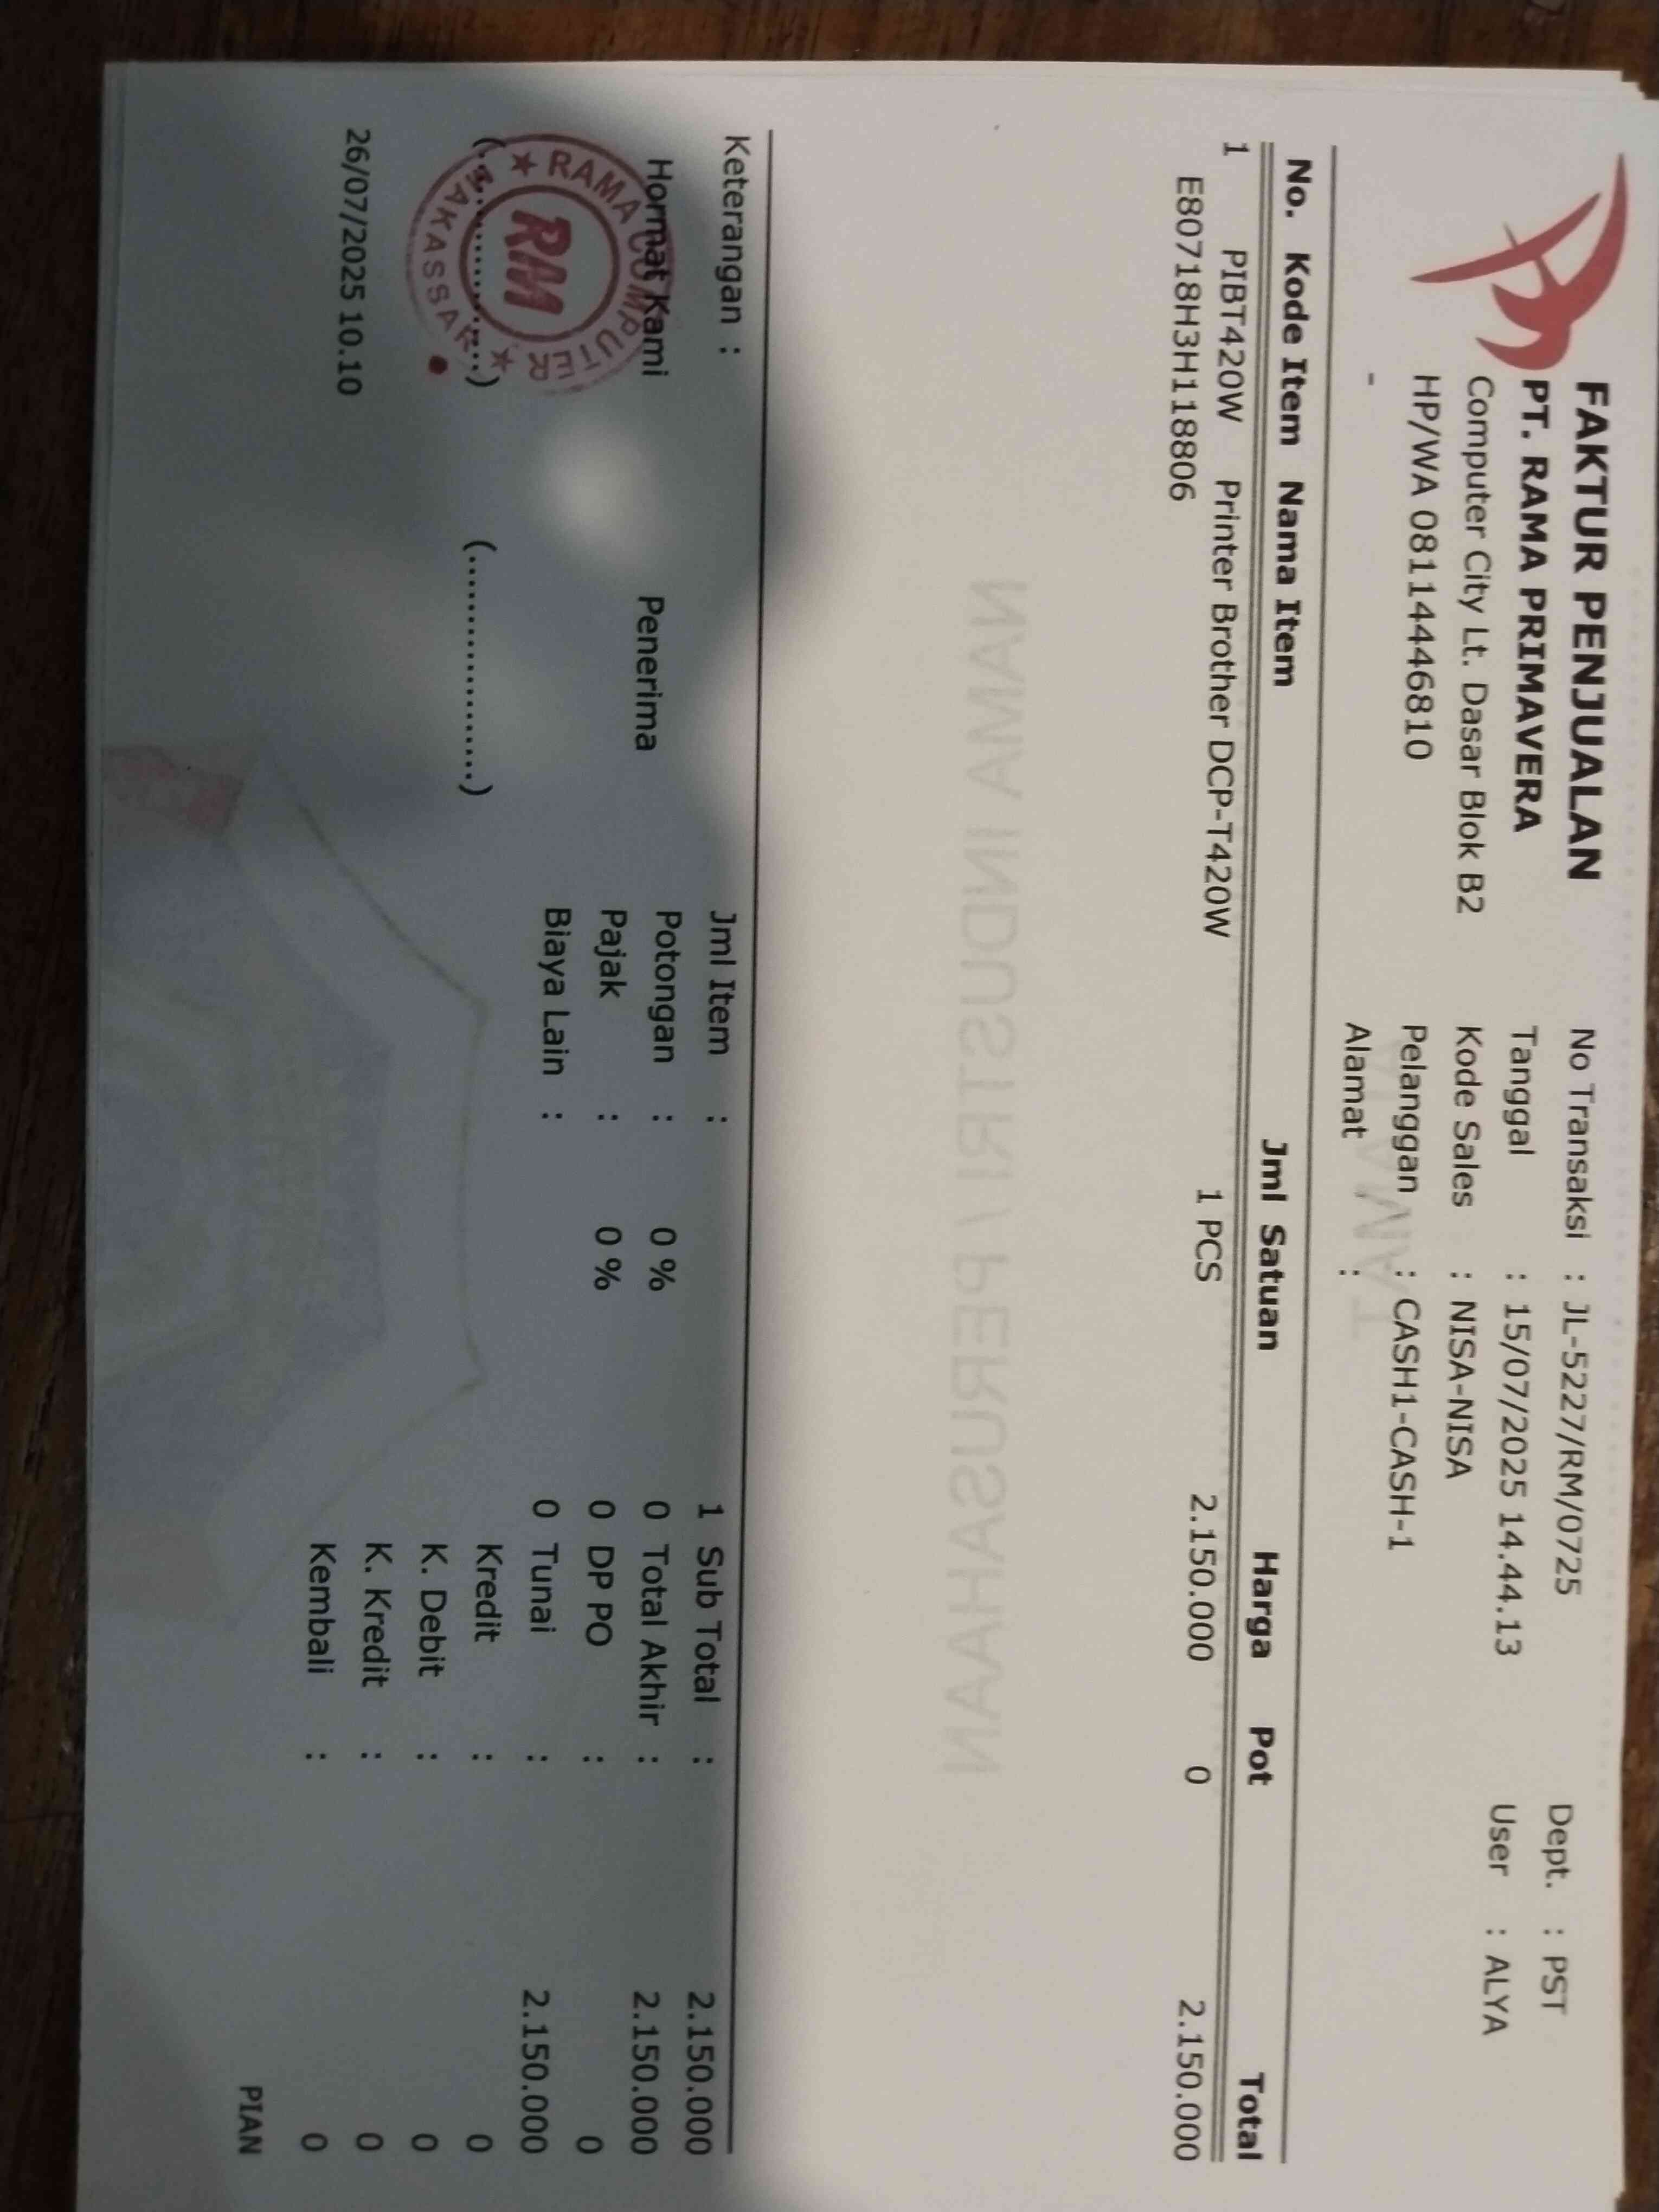 FAKTUR PENJUALAN
PT. RAMA PRIMAVERA
Computer City Lt. Dasar Blok B2
HP/WA 08114446810
-
No Transaksi : JL-5227/RM/0725
Tanggal : 15/07/2025 14.44.13
Kode Sales : NISA-NISA
Pelanggan : CASH1-CASH-1
Alamat :
Dept. : PST
User : ALYA
No. Kode Item Nama Item Jml Satuan Harga Pot Total
1 PIBT420W Printer Brother DCP-T420W 1 PCS 2.150.000 0 2.150.000
E80718H3H118806
Keterangan :
Hormat Kami Penerima
(....................) (....................)
RAMA COMPUTER
RM
MAKASSAR
26/07/2025 10.10
Jml Item : 1
Potongan : 0 % 0
Pajak : 0 % 0
Biaya Lain : 0
Sub Total : 2.150.000
Total Akhir : 2.150.000
DP PO : 0
Tunai : 2.150.000
Kredit : 0
K. Debit : 0
K. Kredit : 0
Kembali : 0
PIAN